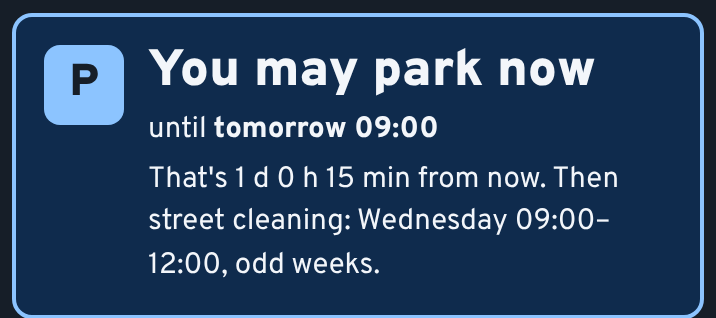 P
You may park now
until tomorrow 09:00
That's 1 d 0 h 15 min from now. Then
street cleaning: Wednesday 09:00–
12:00, odd weeks.